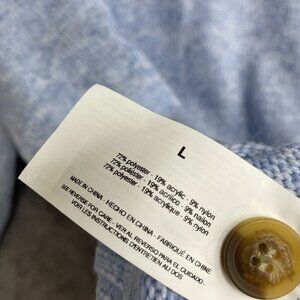 L
72% polyester - 19% acrylic - 9% nylon
72% poliéster - 19% acrílico - 9% nailon
72% polyester - 19% acrylique - 9% nylon
MADE IN CHINA - HECHO EN CHINA - FABRIQUÉ EN CHINE
SEE REVERSE FOR CARE - VER AL REVERSO PARA EL CUIDADO -
VOIR LES INSTRUCTIONS D'ENTRETIEN AU DOS